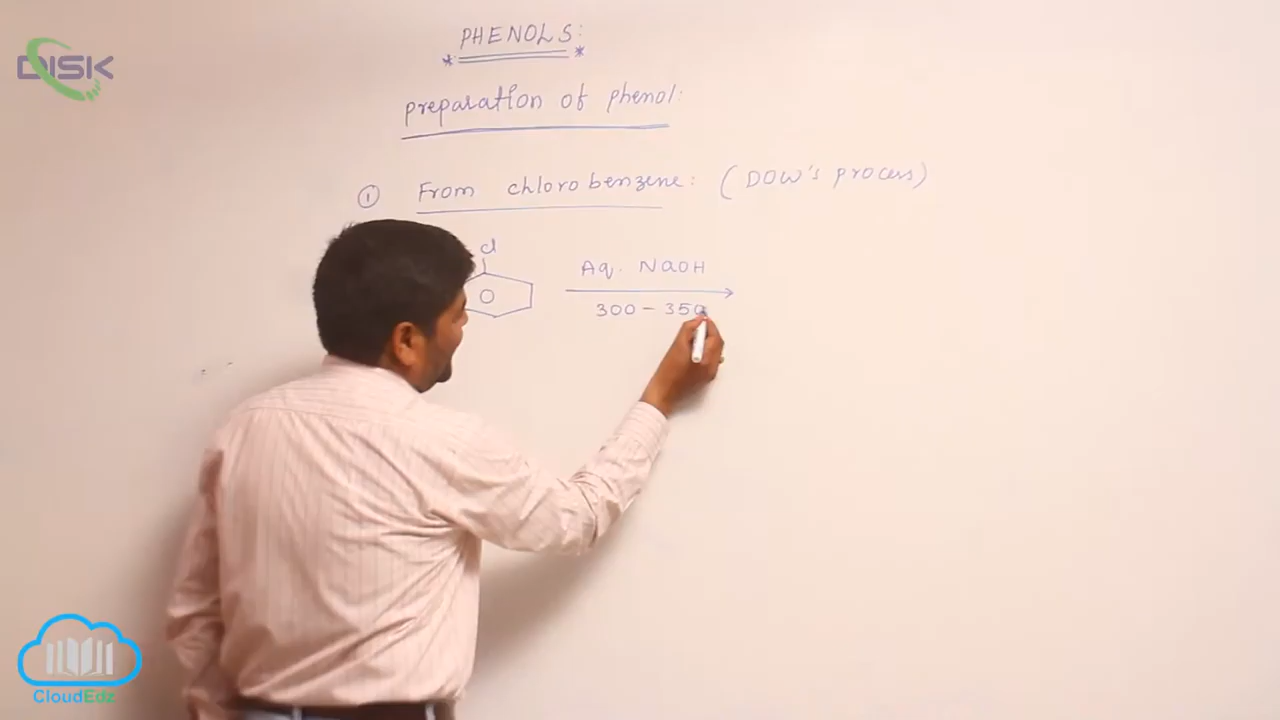 DISK
PHENOLS:
preparation of phenol:
① From chlorobenzene: (DOW's process)
Cl
Aq. NaOH
300 - 350
CloudEdz